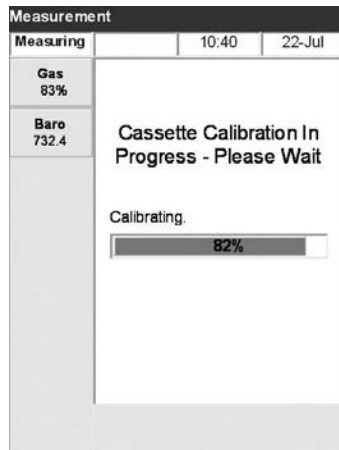 Measurement
Measuring 10:40 22-Jul
Gas
83%
Baro
732.4
Cassette Calibration In
Progress - Please Wait
Calibrating.
82%